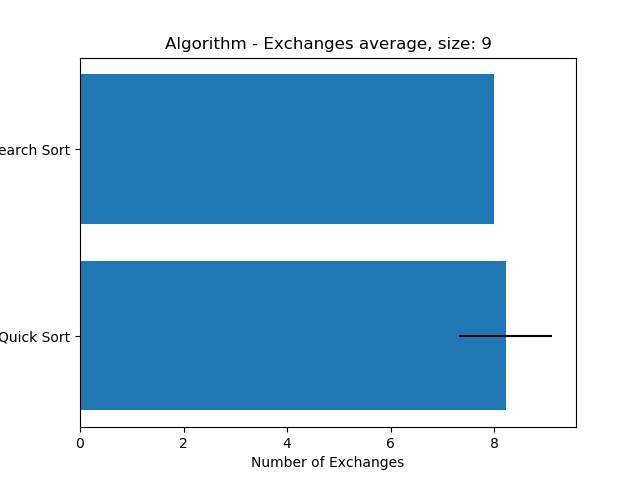 Algorithm - Exchanges average, size: 9
earch Sort
Quick Sort
0 2 4 6 8
Number of Exchanges